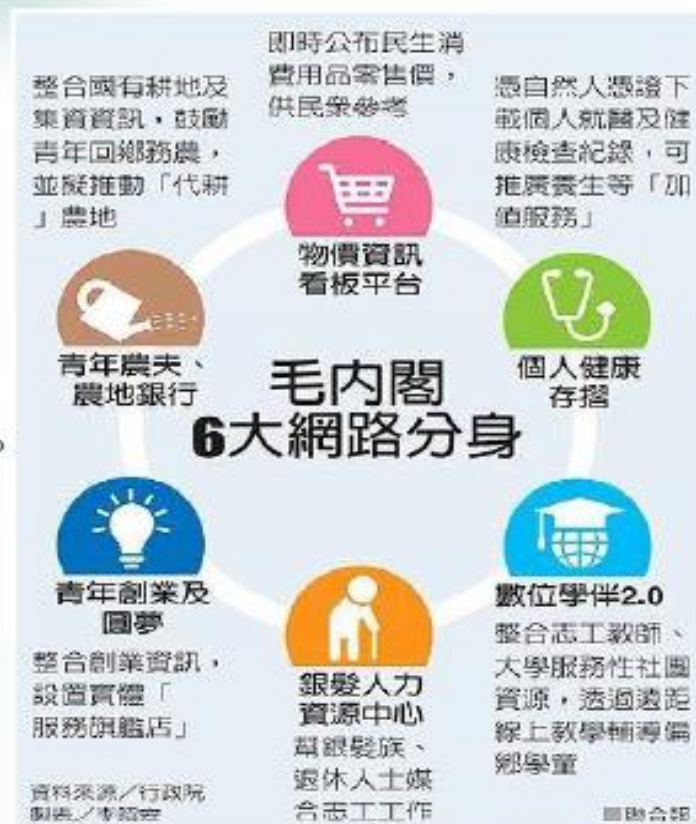 即時公布民生消
費用品零售價，
供民眾參考
物價資訊
看板平台
憑自然人憑證下
載個人就醫及健
康檢查紀錄，可
推廣養生等「加
值服務」
個人健康
存摺
數位學伴2.0
整合志工教師、
大學服務性社團
資源，透過遠距
線上教學輔導偏
鄉學童
銀髮人力
資源中心
幫銀髮族、
退休人士媒
合志工工作
青年創業及
圓夢
整合創業資訊，
設置實體「
服務旗艦店」
整合國有耕地及
集資資訊，鼓勵
青年回鄉務農，
並擬推動「代耕
」農地
青年農夫、
農地銀行
毛內閣
6大網路分身
資料來源／行政院
製表／
聯合報